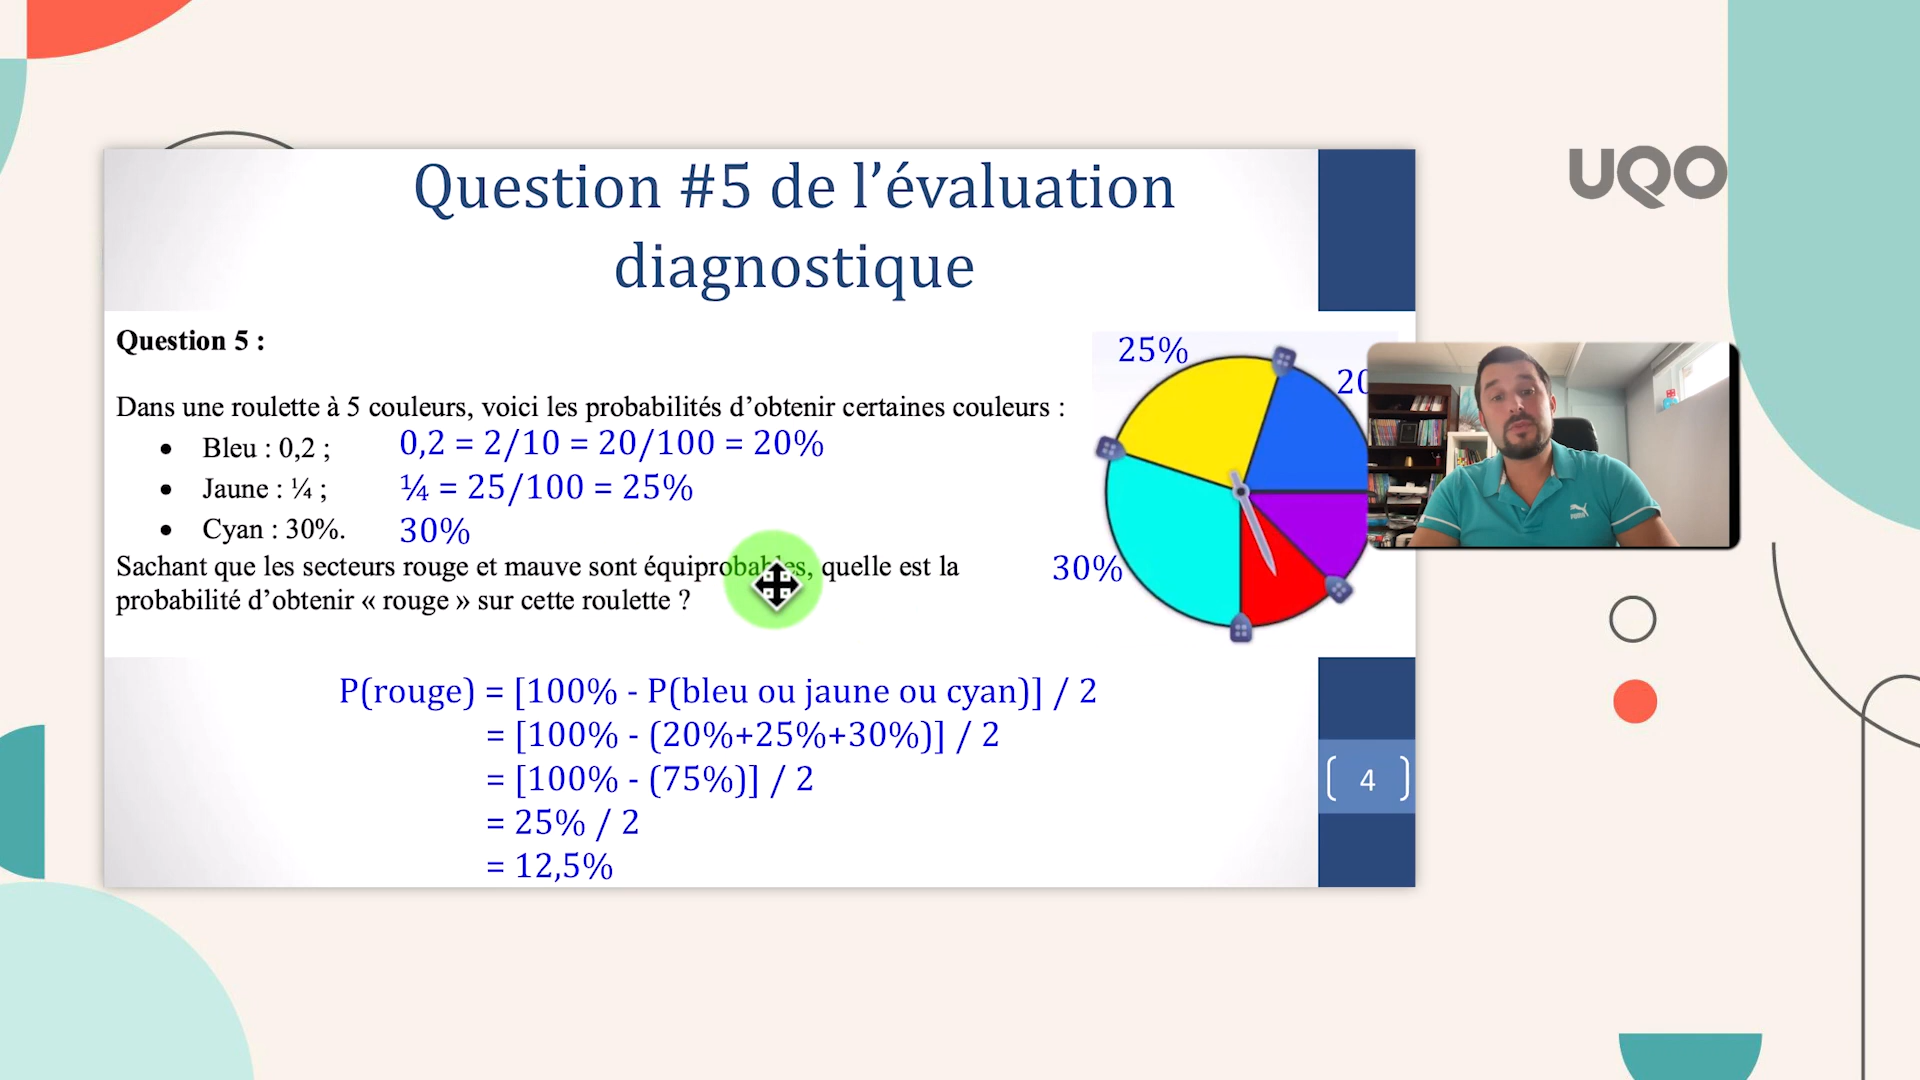 UQO
Question #5 de l’évaluation
diagnostique
Question 5 :
25%
20
Dans une roulette à 5 couleurs, voici les probabilités d’obtenir certaines couleurs :
• Bleu : 0,2 ; 0,2 = 2/10 = 20/100 = 20%
• Jaune : ¼ ; ¼ = 25/100 = 25%
• Cyan : 30%. 30%
Sachant que les secteurs rouge et mauve sont équiprobables, quelle est la
30%
probabilité d’obtenir « rouge » sur cette roulette ?
P(rouge) = [100% - P(bleu ou jaune ou cyan)] / 2
= [100% - (20%+25%+30%)] / 2
= [100% - (75%)] / 2
= 25% / 2
= 12,5%
4
PUMA